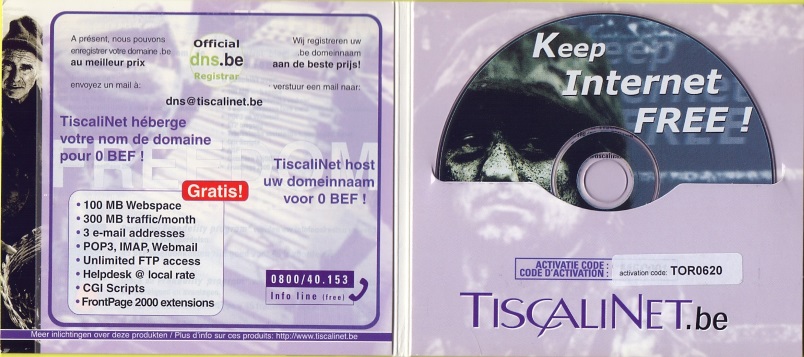 A présent, nous pouvons
enregistrer votre domaine .be
au meilleur prix
envoyez un mail à:
Official
dns.be
Registrar
Wij registreren uw
.be domeinnaam
aan de beste prijs!
verstuur een mail naar:
dns@tiscalinet.be
TiscaliNet héberge
votre nom de domaine
pour 0 BEF !
FREEDOM
TiscaliNet host
uw domeinnaam
voor 0 BEF !
Gratis!
• 100 MB Webspace
• 300 MB traffic/month
• 3 e-mail addresses
• POP3, IMAP, Webmail
• Unlimited FTP access
• Helpdesk @ local rate
• CGI Scripts
• FrontPage 2000 extensions
0800/40.153
Info line (free)
Meer inlichtingen over deze produkten / Plus d'info sur ces produits: http://www.tiscalinet.be
Keep
Internet
FREE !
Keep
Internet
FREE
ACTIVATIE CODE :
CODE D'ACTIVATION :
activation code: TOR0620
TISCALINET.be